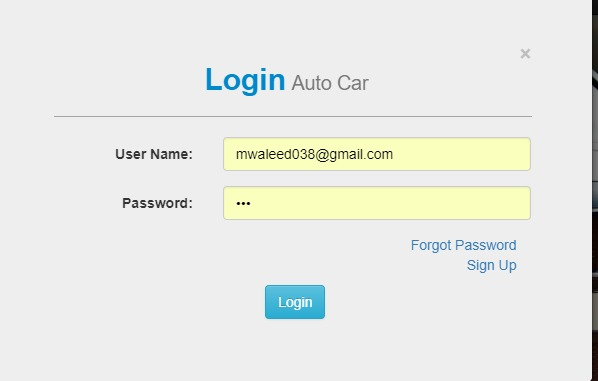 ×
Login Auto Car
User Name: mwaleed038@gmail.com
Password: •••
Forgot Password
Sign Up
Login